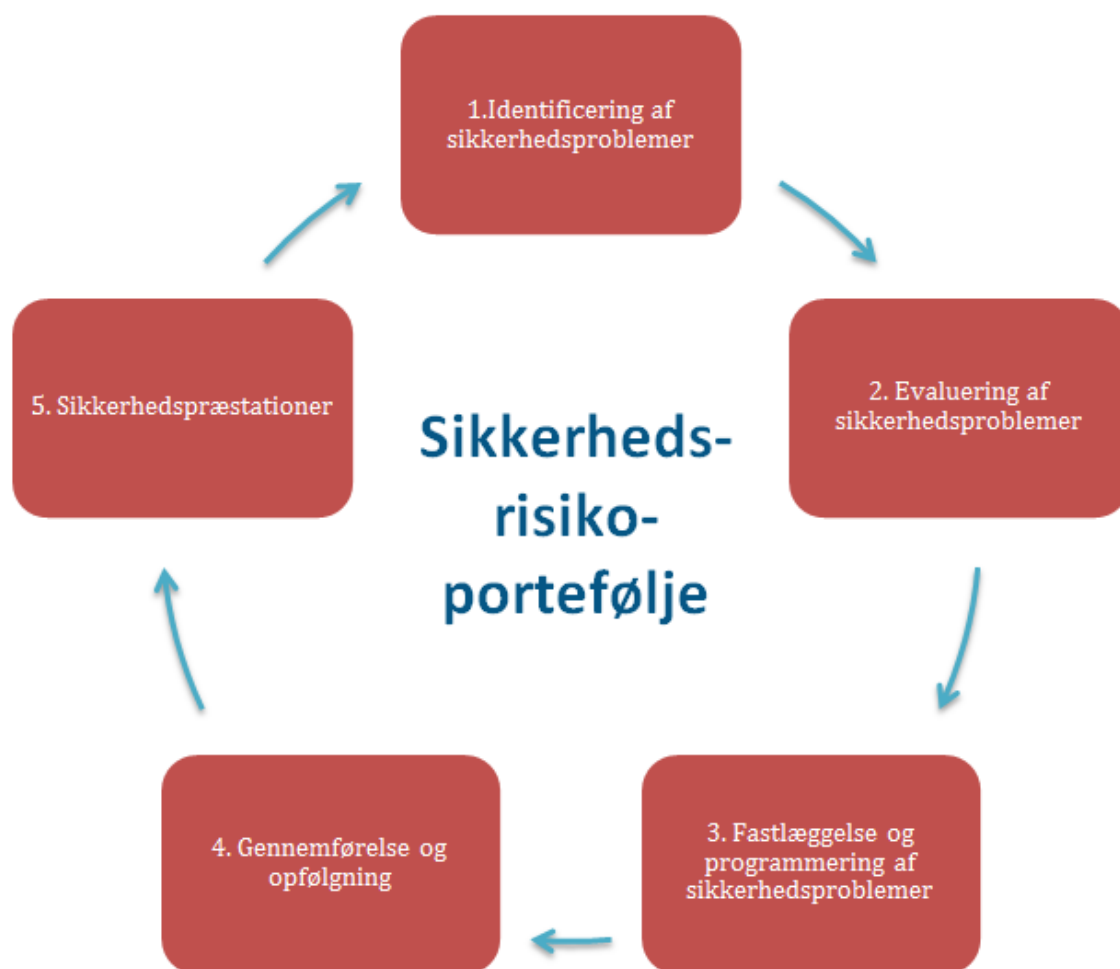 1.Identificering af
sikkerhedsproblemer
2. Evaluering af
sikkerhedsproblemer
3. Fastlæggelse og
programmering af
sikkerhedsproblemer
4. Gennemførelse og
opfølgning
5. Sikkerhedspræstationer
Sikkerheds-
risiko-
portefølje